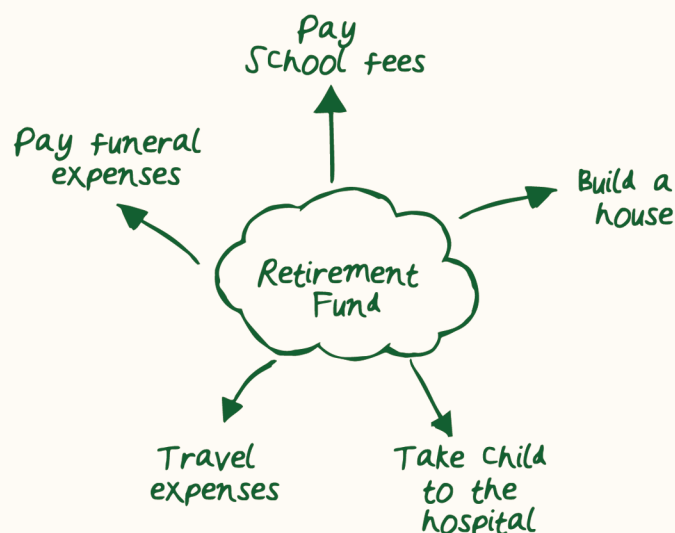 Pay
School fees
Pay funeral
expenses
Build a
house
Retirement
Fund
Travel
expenses
Take Child
to the
hospital